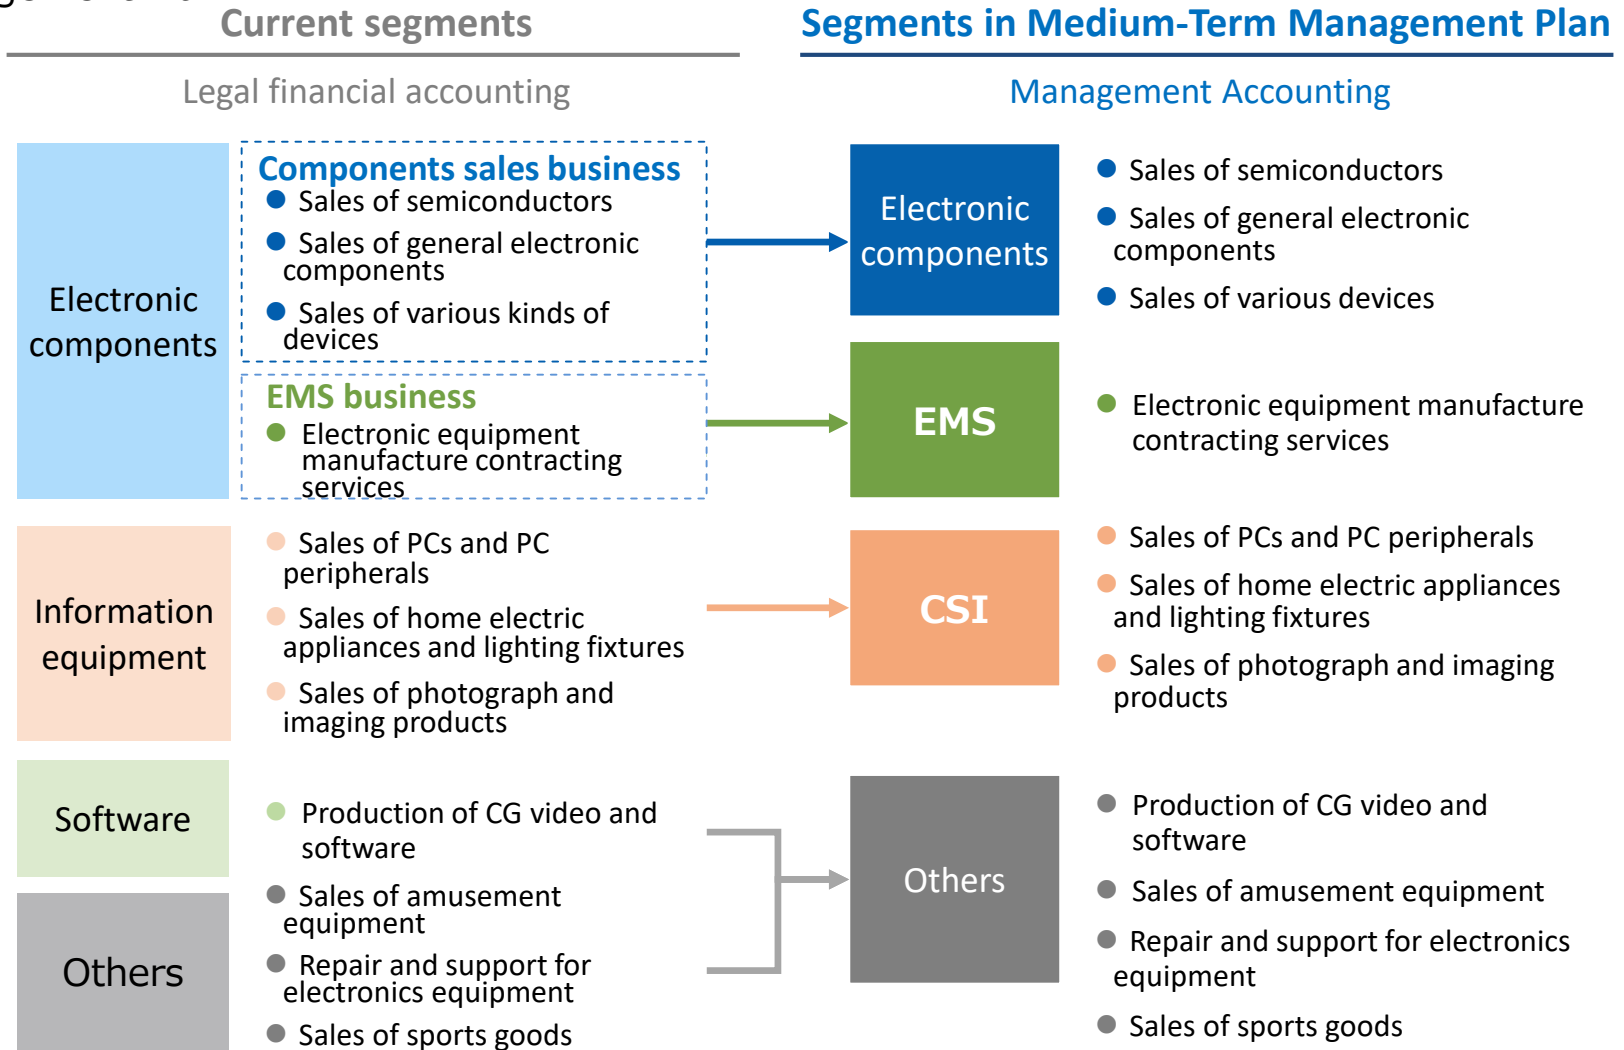 Current segments
Segments in Medium-Term Management Plan
Legal financial accounting
Management Accounting
Electronic
components
Components sales business
● Sales of semiconductors
● Sales of general electronic
components
● Sales of various kinds of
devices
EMS business
● Electronic equipment
manufacture contracting
services
Electronic
components
● Sales of semiconductors
● Sales of general electronic
components
● Sales of various devices
EMS
● Electronic equipment manufacture
contracting services
Information
equipment
● Sales of PCs and PC
peripherals
● Sales of home electric
appliances and lighting fixtures
● Sales of photograph and
imaging products
CSI
● Sales of PCs and PC peripherals
● Sales of home electric appliances
and lighting fixtures
● Sales of photograph and imaging
products
Software
● Production of CG video and
software
Others
● Sales of amusement
equipment
● Repair and support for
electronics equipment
● Sales of sports goods
Others
● Production of CG video and
software
● Sales of amusement equipment
● Repair and support for electronics
equipment
● Sales of sports goods